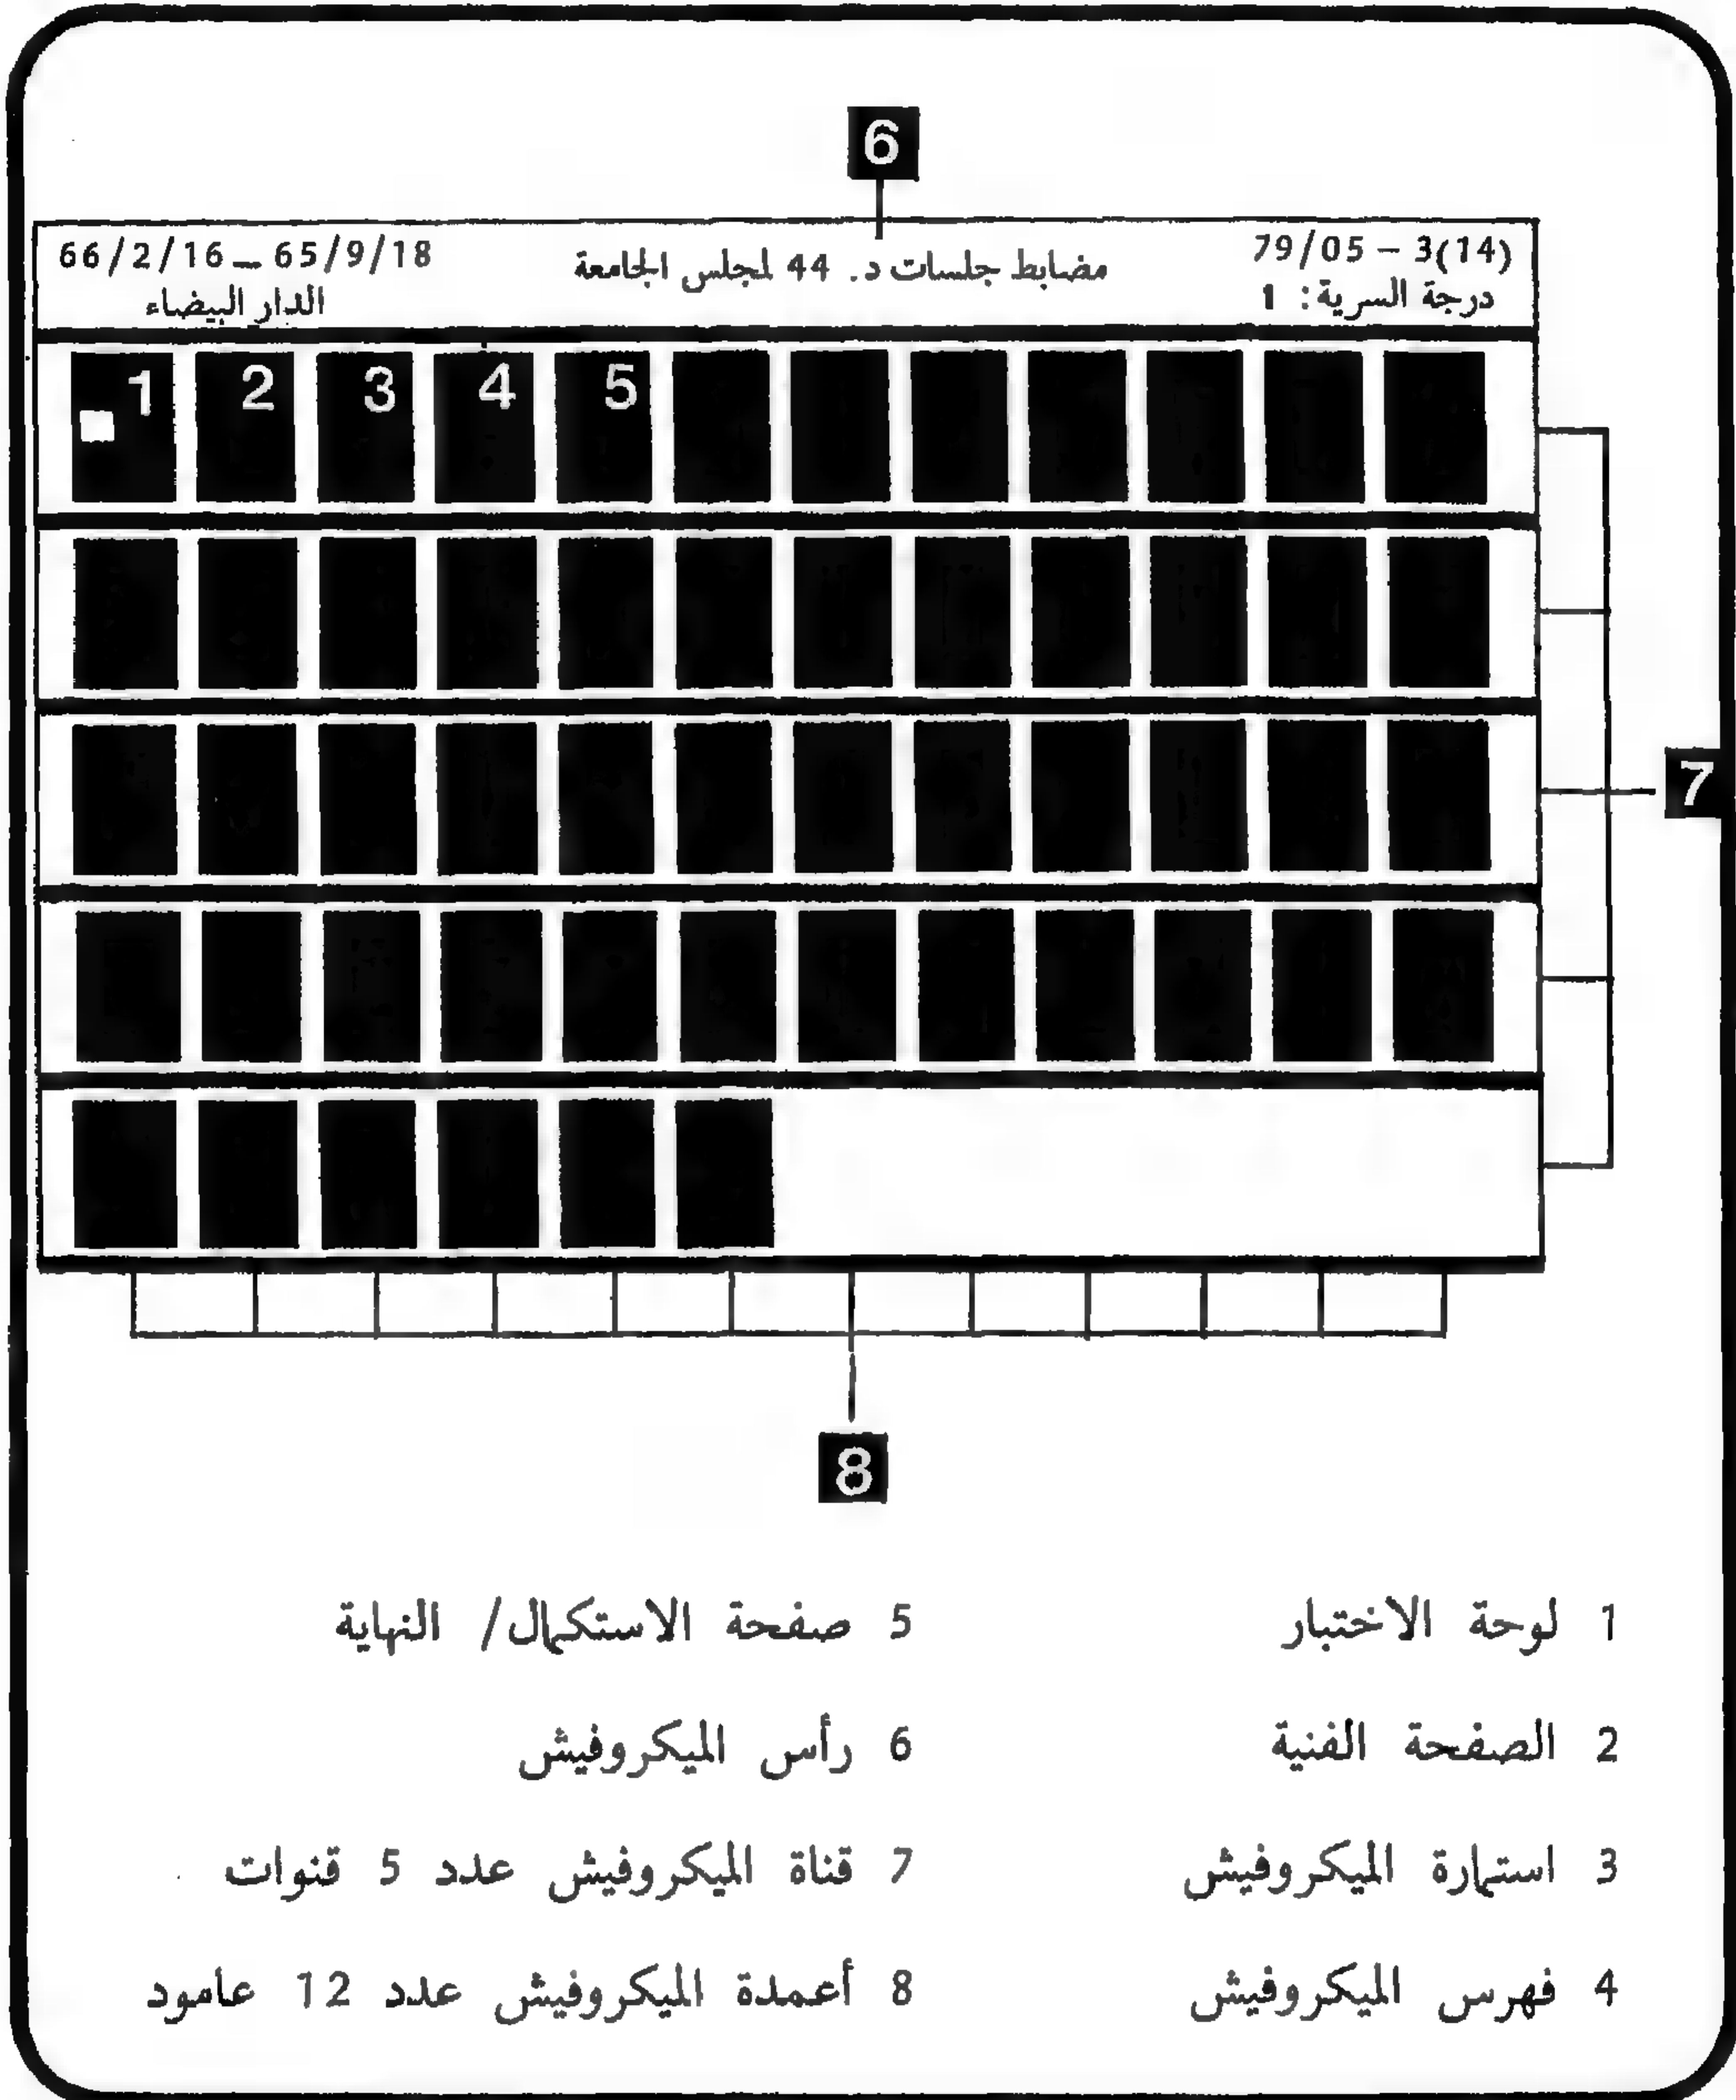 6
79/05 – 3(14) مضابط جلسات د. 44 لمجلس الجامعة 66/2/16 – 65/9/18
درجة السرية: 1 الدار البيضاء
1 2 3 4 5
7
8
1 لوحة الاختبار 5 صفحة الاستكمال/ النهاية
2 الصفحة الفنية 6 رأس الميكروفيش
3 استمارة الميكروفيش 7 قناة الميكروفيش عدد 5 قنوات
4 فهرس الميكروفيش 8 أعمدة الميكروفيش عدد 12 عامود